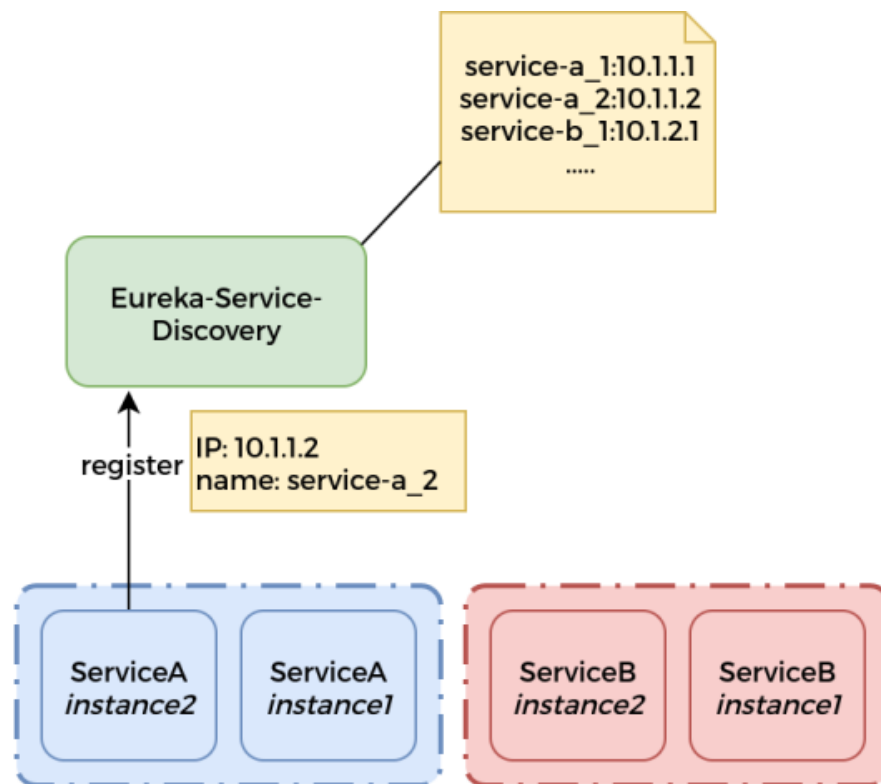 service-a_1:10.1.1.1
service-a_2:10.1.1.2
service-b_1:10.1.2.1
.....
Eureka-Service-
Discovery
register
IP: 10.1.1.2
name: service-a_2
ServiceA
instance2
ServiceA
instance1
ServiceB
instance2
ServiceB
instance1